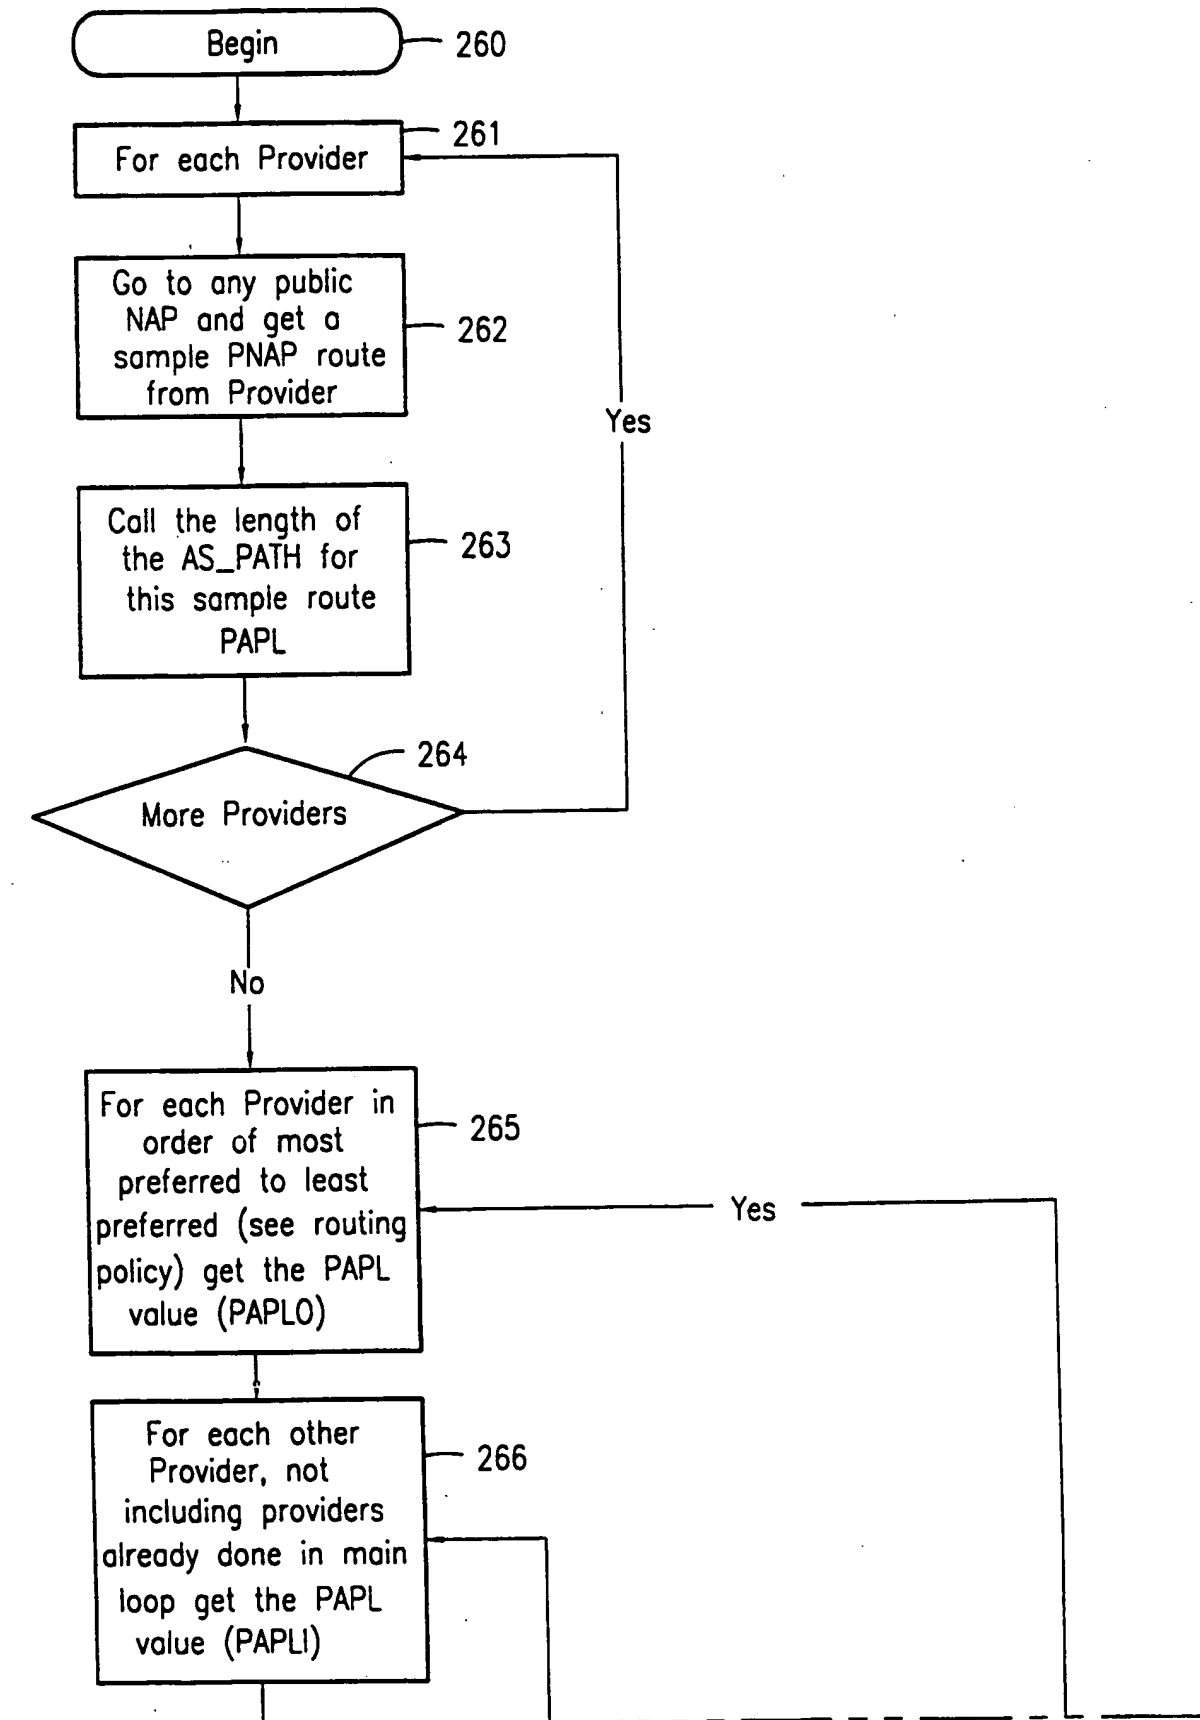 Begin
260
261
For each Provider
Go to any public
NAP and get a
sample PNAP route
from Provider
262
Yes
Call the length of
the AS_PATH for
this sample route
PAPL
263
264
More Providers
No
For each Provider in
order of most
preferred to least
preferred (see routing
policy) get the PAPL
value (PAPLO)
265
Yes
For each other
Provider, not
including providers
already done in main
loop get the PAPL
value (PAPLI)
266